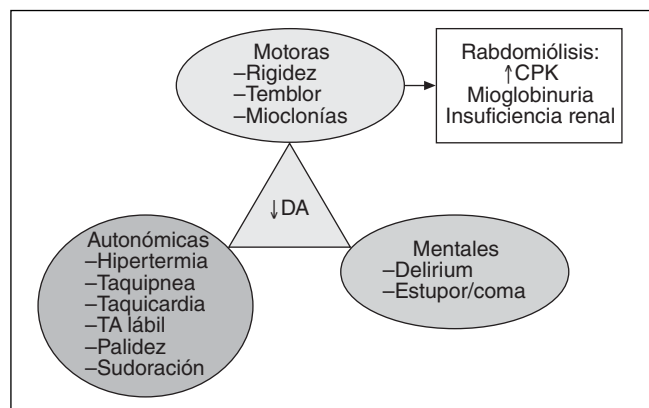 Motoras
–Rigidez
–Temblor
–Mioclonías
Rabdomiólisis:
↑CPK
Mioglobinuria
Insuficiencia renal
↓DA
Autonómicas
–Hipertermia
–Taquipnea
–Taquicardia
–TA lábil
–Palidez
–Sudoración
Mentales
–Delirium
–Estupor/coma